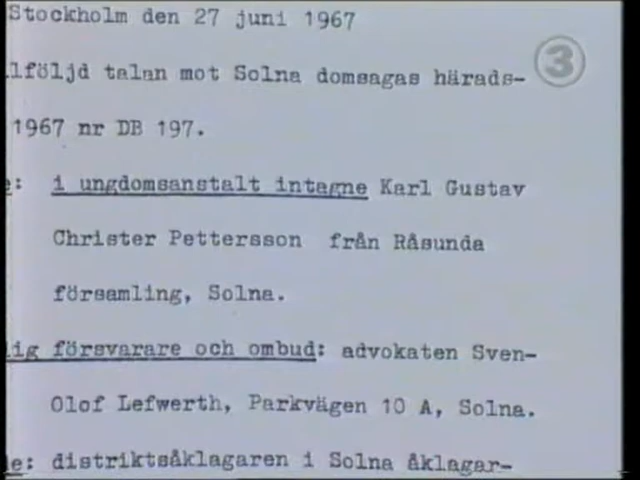 Stockholm den 27 juni 1967
3
lföljd talan mot Solna domsagas härads-
1967 nr DB 197.
e: i ungdomsanstalt intagne Karl Gustav
Christer Pettersson från Råsunda
församling, Solna.
lig försvarare och ombud: advokaten Sven-
Olof Lefwerth, Parkvägen 10 A, Solna.
e: distriktsåklagaren i Solna åklagar-